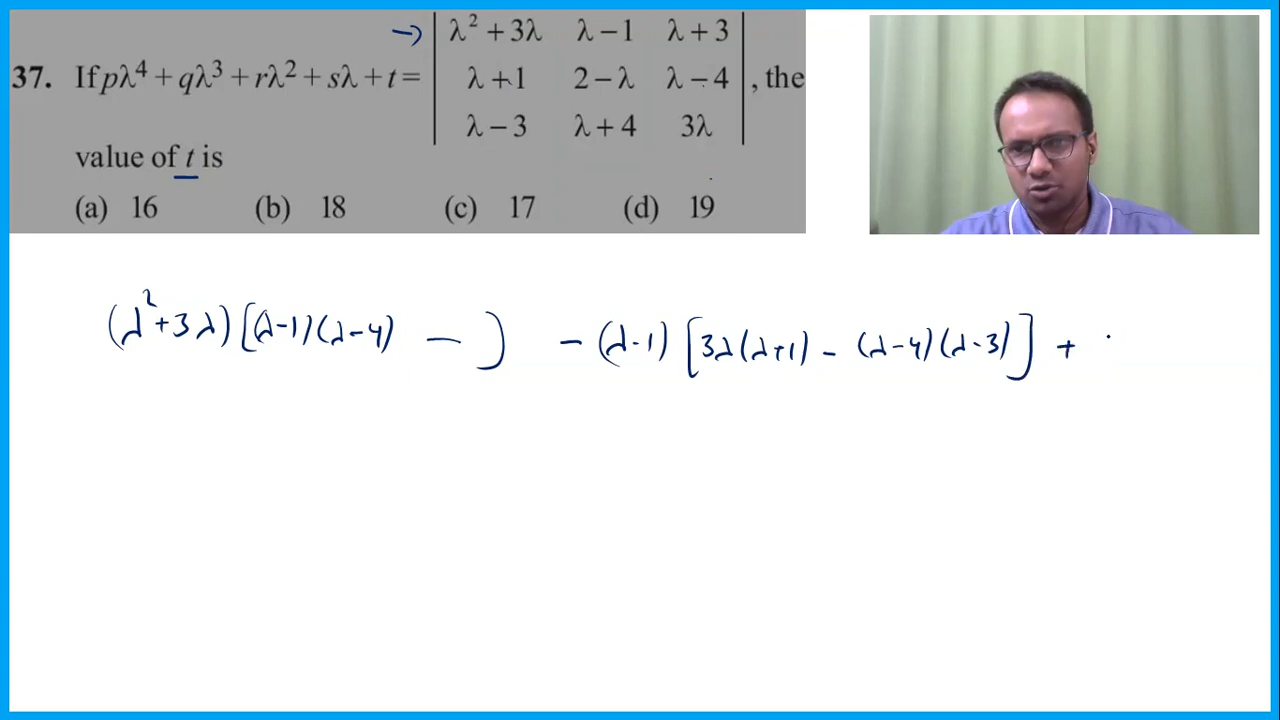 λ² + 3λ λ − 1 λ + 3
37. If pλ⁴ + qλ³ + rλ² + sλ + t = | λ + 1 2 − λ λ − 4 | , the
λ − 3 λ + 4 3λ
value of t is
(a) 16 (b) 18 (c) 17 (d) 19
(λ² + 3λ) [(λ-1)(λ-4) — ] - (λ-1) [3λ(λ+1) - (λ-4)(λ-3)] +